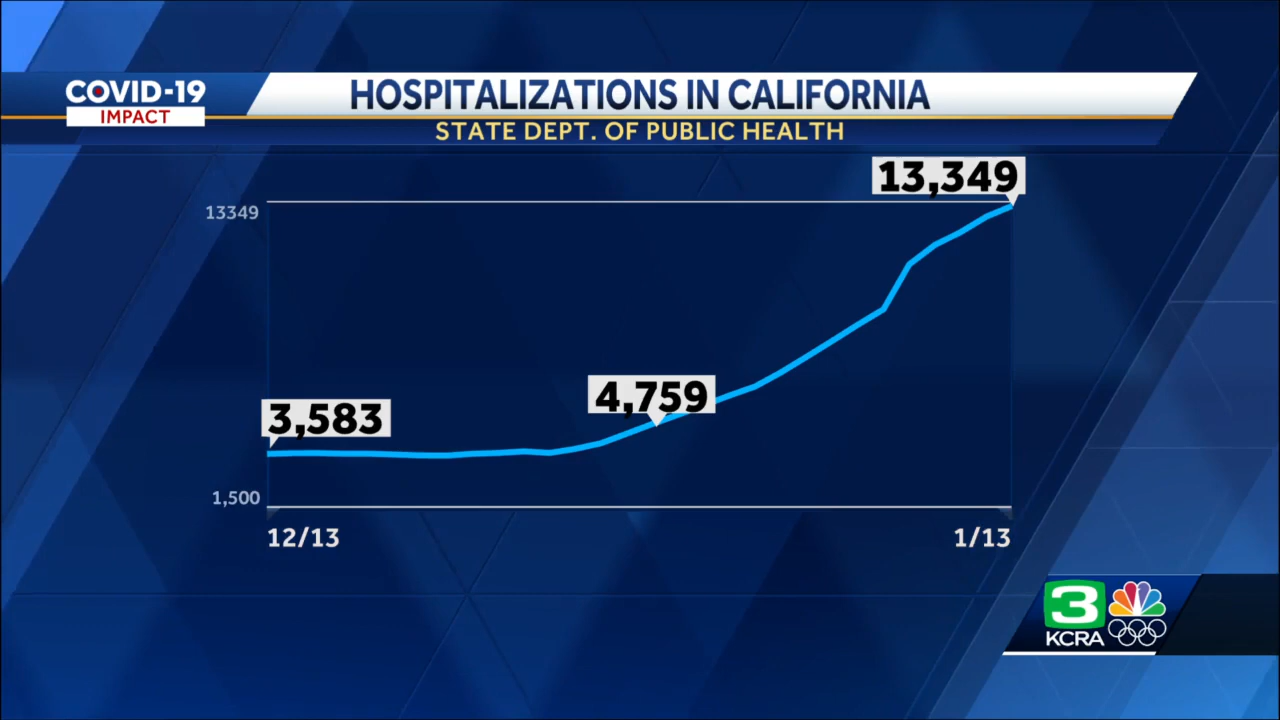 COVID-19
IMPACT
HOSPITALIZATIONS IN CALIFORNIA
STATE DEPT. OF PUBLIC HEALTH
13,349
13349
4,759
3,583
1,500
12/13
1/13
3
KCRA